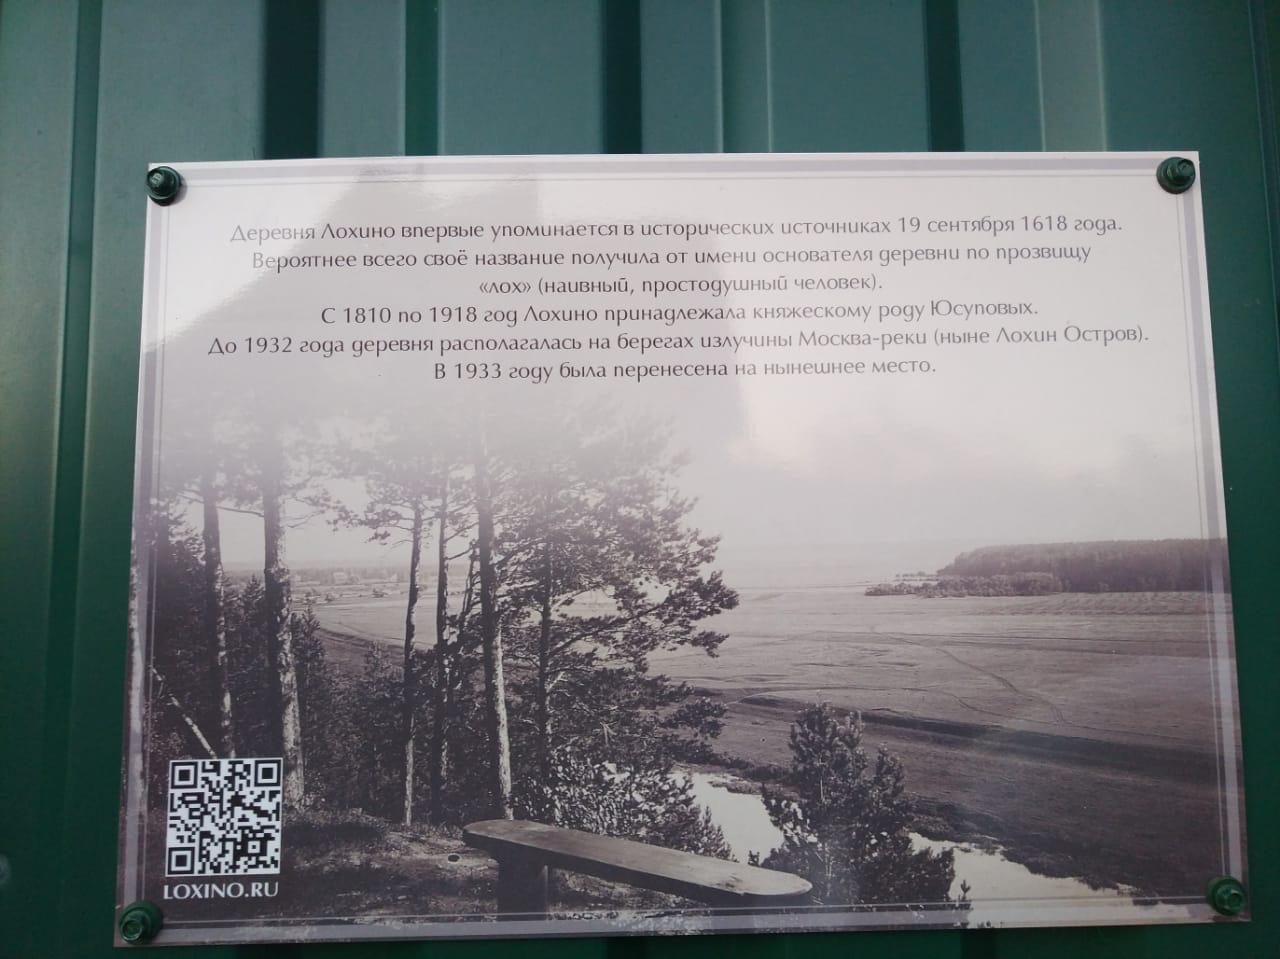 Деревня Лохино впервые упоминается в исторических источниках 19 сентября 1618 года.
Вероятнее всего своё название получила от имени основателя деревни по прозвищу
«лох» (наивный, простодушный человек).
С 1810 по 1918 год Лохино принадлежала княжескому роду Юсуповых.
До 1932 года деревня располагалась на берегах излучины Москва-реки (ныне Лохин Остров).
В 1933 году была перенесена на нынешнее место.
LOXINO.RU